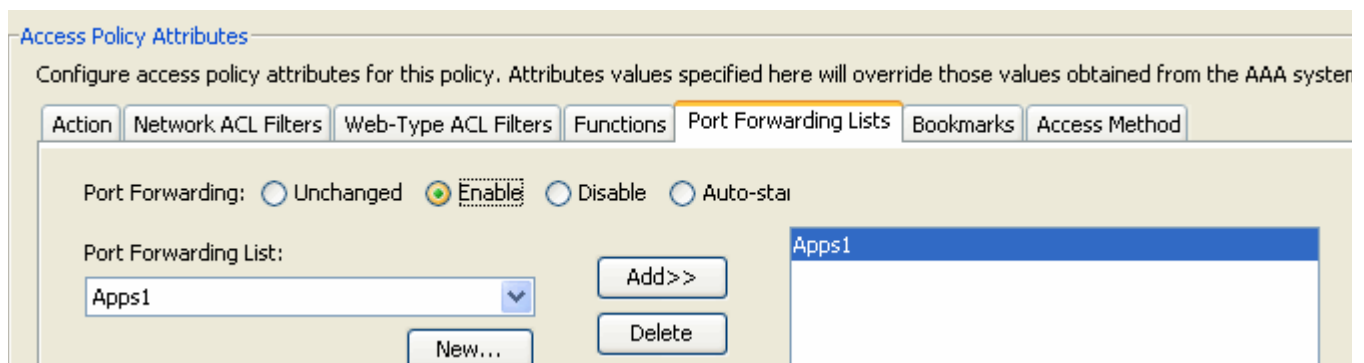 Access Policy Attributes
Configure access policy attributes for this policy. Attributes values specified here will override those values obtained from the AAA system
Action Network ACL Filters Web-Type ACL Filters Functions Port Forwarding Lists Bookmarks Access Method
Port Forwarding: Unchanged Enable Disable Auto-star
Port Forwarding List:
Apps1
Add>>
Apps1
Delete
New...